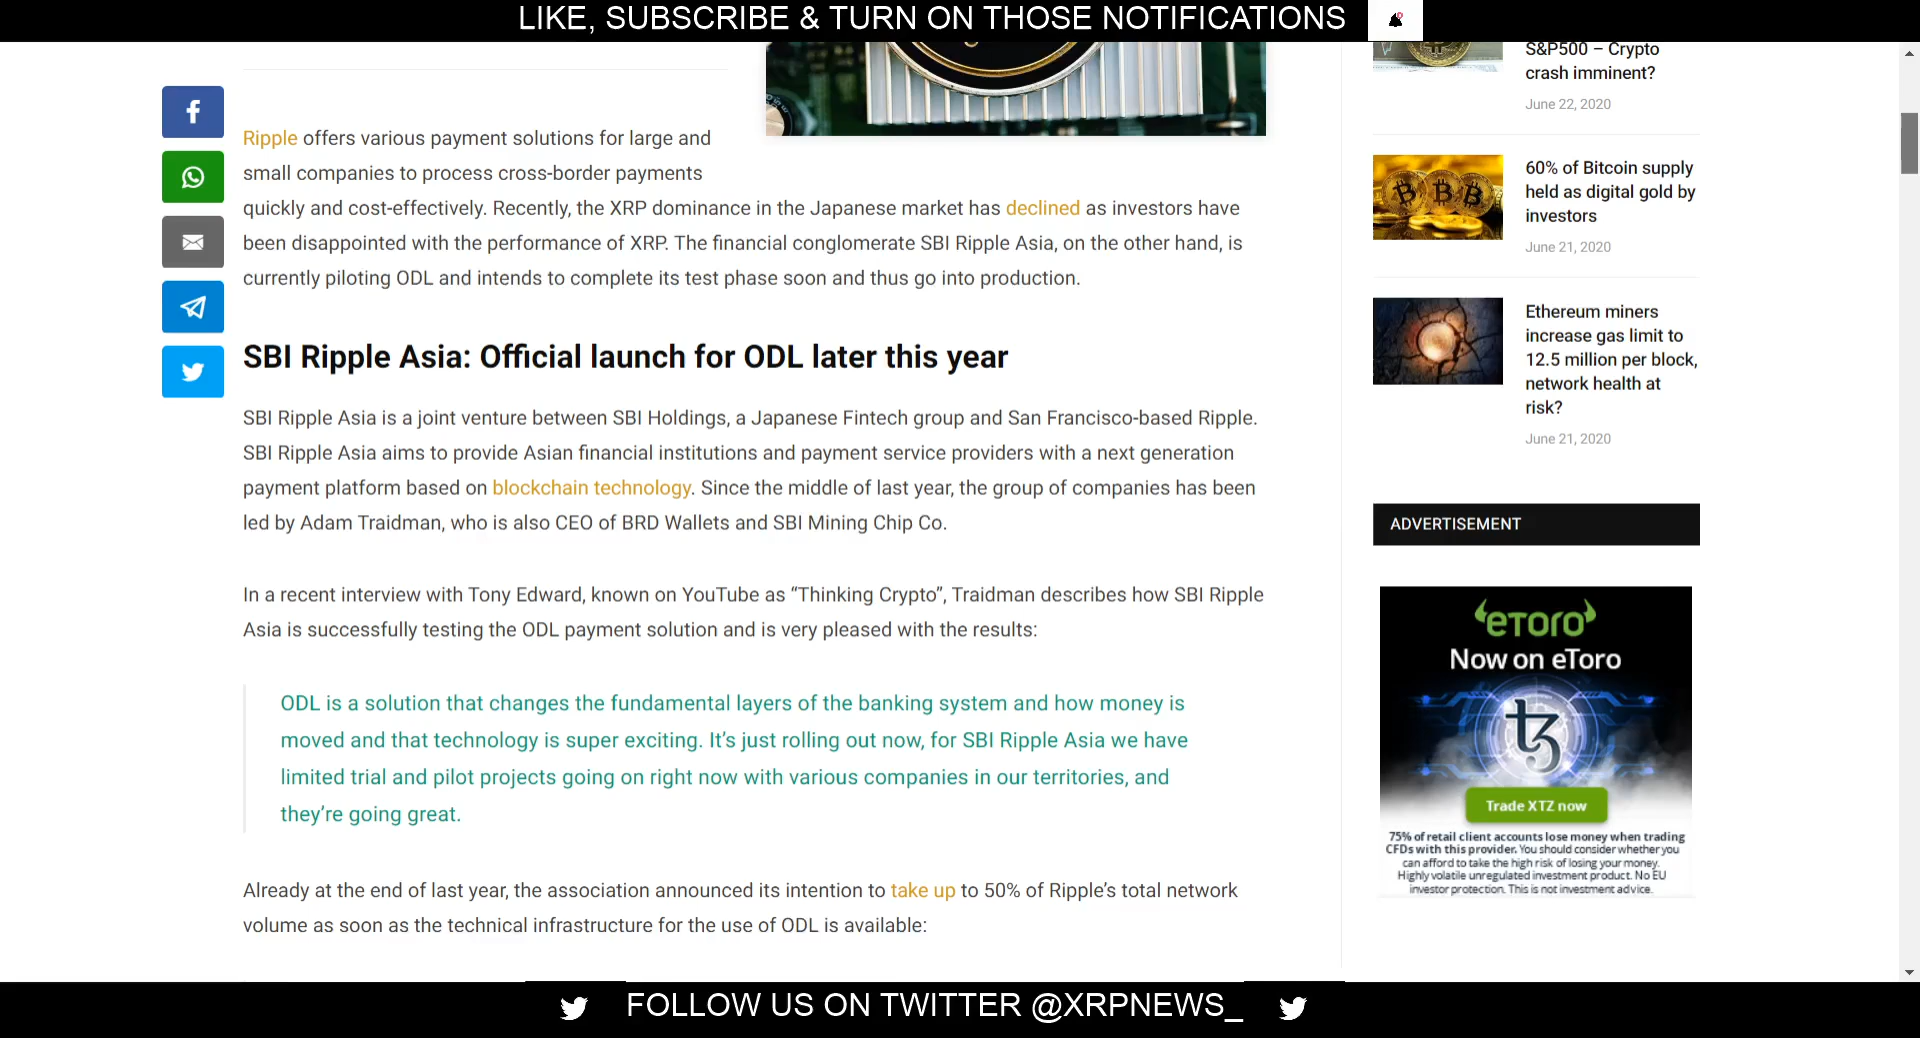 LIKE, SUBSCRIBE & TURN ON THOSE NOTIFICATIONS
Ripple offers various payment solutions for large and
small companies to process cross-border payments
quickly and cost-effectively. Recently, the XRP dominance in the Japanese market has declined as investors have
been disappointed with the performance of XRP. The financial conglomerate SBI Ripple Asia, on the other hand, is
currently piloting ODL and intends to complete its test phase soon and thus go into production.
SBI Ripple Asia: Official launch for ODL later this year
SBI Ripple Asia is a joint venture between SBI Holdings, a Japanese Fintech group and San Francisco-based Ripple.
SBI Ripple Asia aims to provide Asian financial institutions and payment service providers with a next generation
payment platform based on blockchain technology. Since the middle of last year, the group of companies has been
led by Adam Traidman, who is also CEO of BRD Wallets and SBI Mining Chip Co.
In a recent interview with Tony Edward, known on YouTube as “Thinking Crypto”, Traidman describes how SBI Ripple
Asia is successfully testing the ODL payment solution and is very pleased with the results:
ODL is a solution that changes the fundamental layers of the banking system and how money is
moved and that technology is super exciting. It’s just rolling out now, for SBI Ripple Asia we have
limited trial and pilot projects going on right now with various companies in our territories, and
they’re going great.
Already at the end of last year, the association announced its intention to take up to 50% of Ripple’s total network
volume as soon as the technical infrastructure for the use of ODL is available:
S&P500 – Crypto
crash imminent?
June 22, 2020
60% of Bitcoin supply
held as digital gold by
investors
June 21, 2020
Ethereum miners
increase gas limit to
12.5 million per block,
network health at
risk?
June 21, 2020
ADVERTISEMENT
eToro
Now on eToro
Trade XTZ now
75% of retail client accounts lose money when trading
CFDs with this provider. You should consider whether you
can afford to take the high risk of losing your money.
Highly volatile unregulated investment product. No EU
investor protection. This is not investment advice.
FOLLOW US ON TWITTER @XRPNEWS_